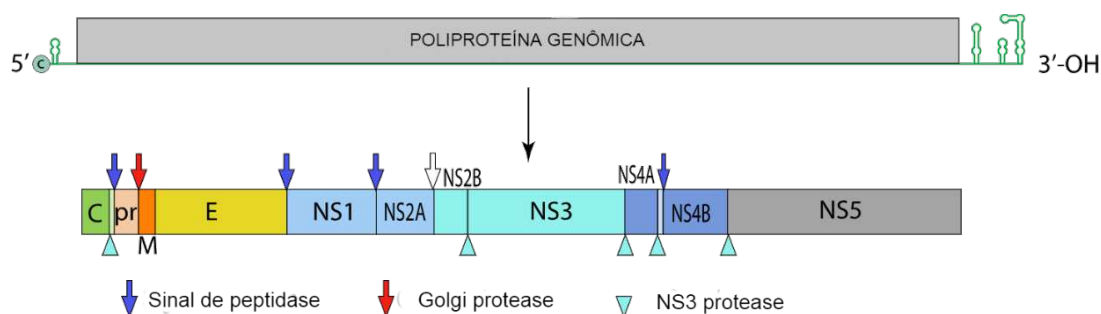 POLIPROTEÍNA GENÔMICA
5′ C 3′-OH
NS2B NS4A
C pr E NS1 NS2A NS3 NS4B NS5
M
Sinal de peptidase Golgi protease NS3 protease